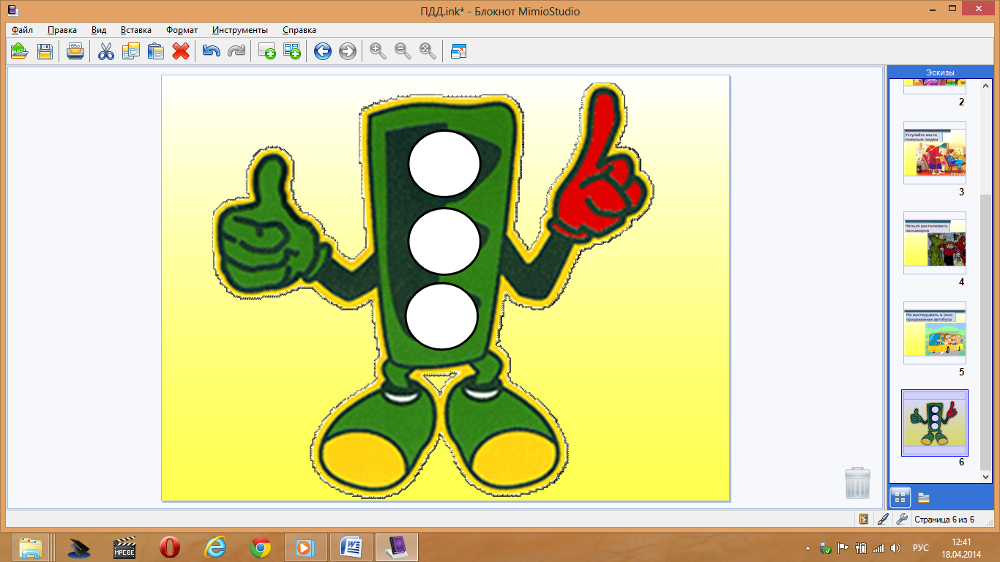 ПДД.ink* - Блокнот MimioStudio
Файл Правка Вид Вставка Формат Инструменты Справка
Эскизы
2
Уступайте места
пожилым людям
3
Нельзя расталкивать
пассажиров
4
Не выглядывать в окно
придвижении автобуса
5
6
Страница 6 из 6
MPC BE
РУС
12:41
18.04.2014